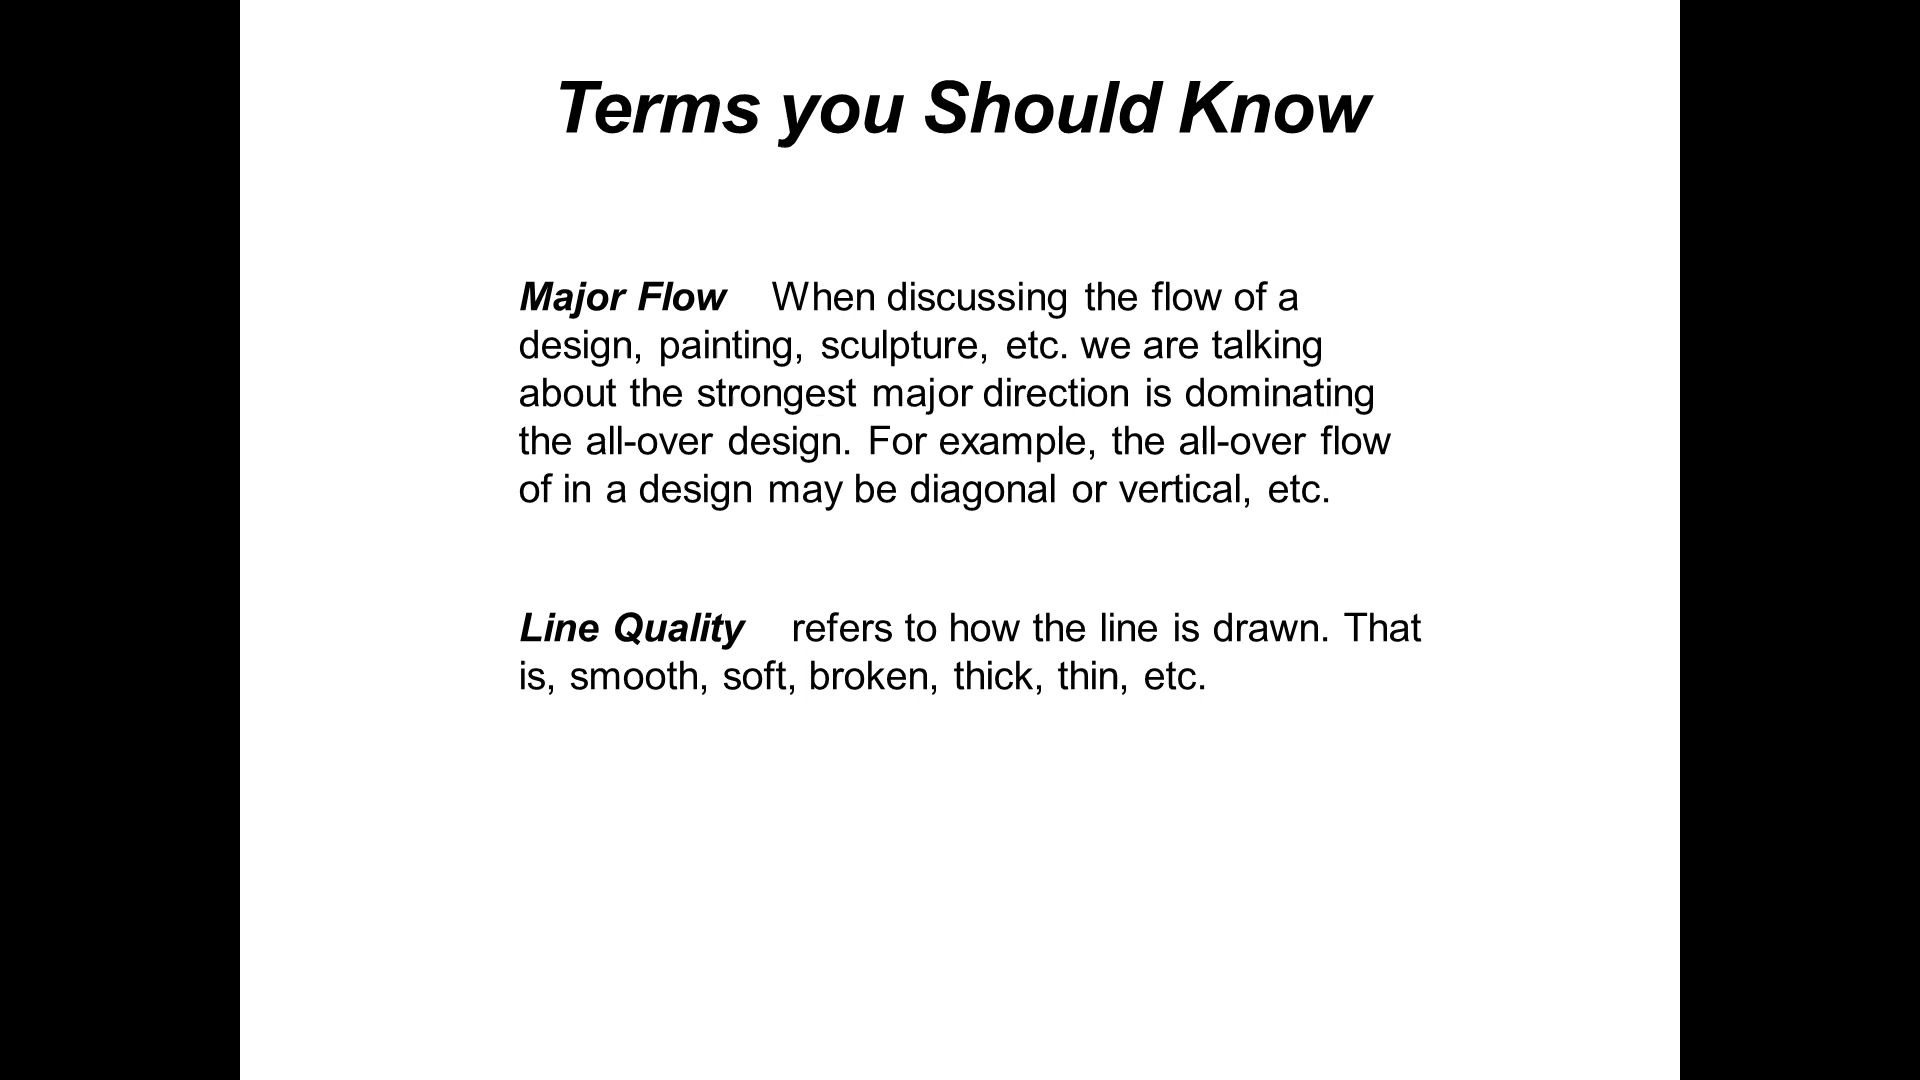 Terms you Should Know
Major Flow When discussing the flow of a
design, painting, sculpture, etc. we are talking
about the strongest major direction is dominating
the all-over design. For example, the all-over flow
of in a design may be diagonal or vertical, etc.
Line Quality refers to how the line is drawn. That
is, smooth, soft, broken, thick, thin, etc.